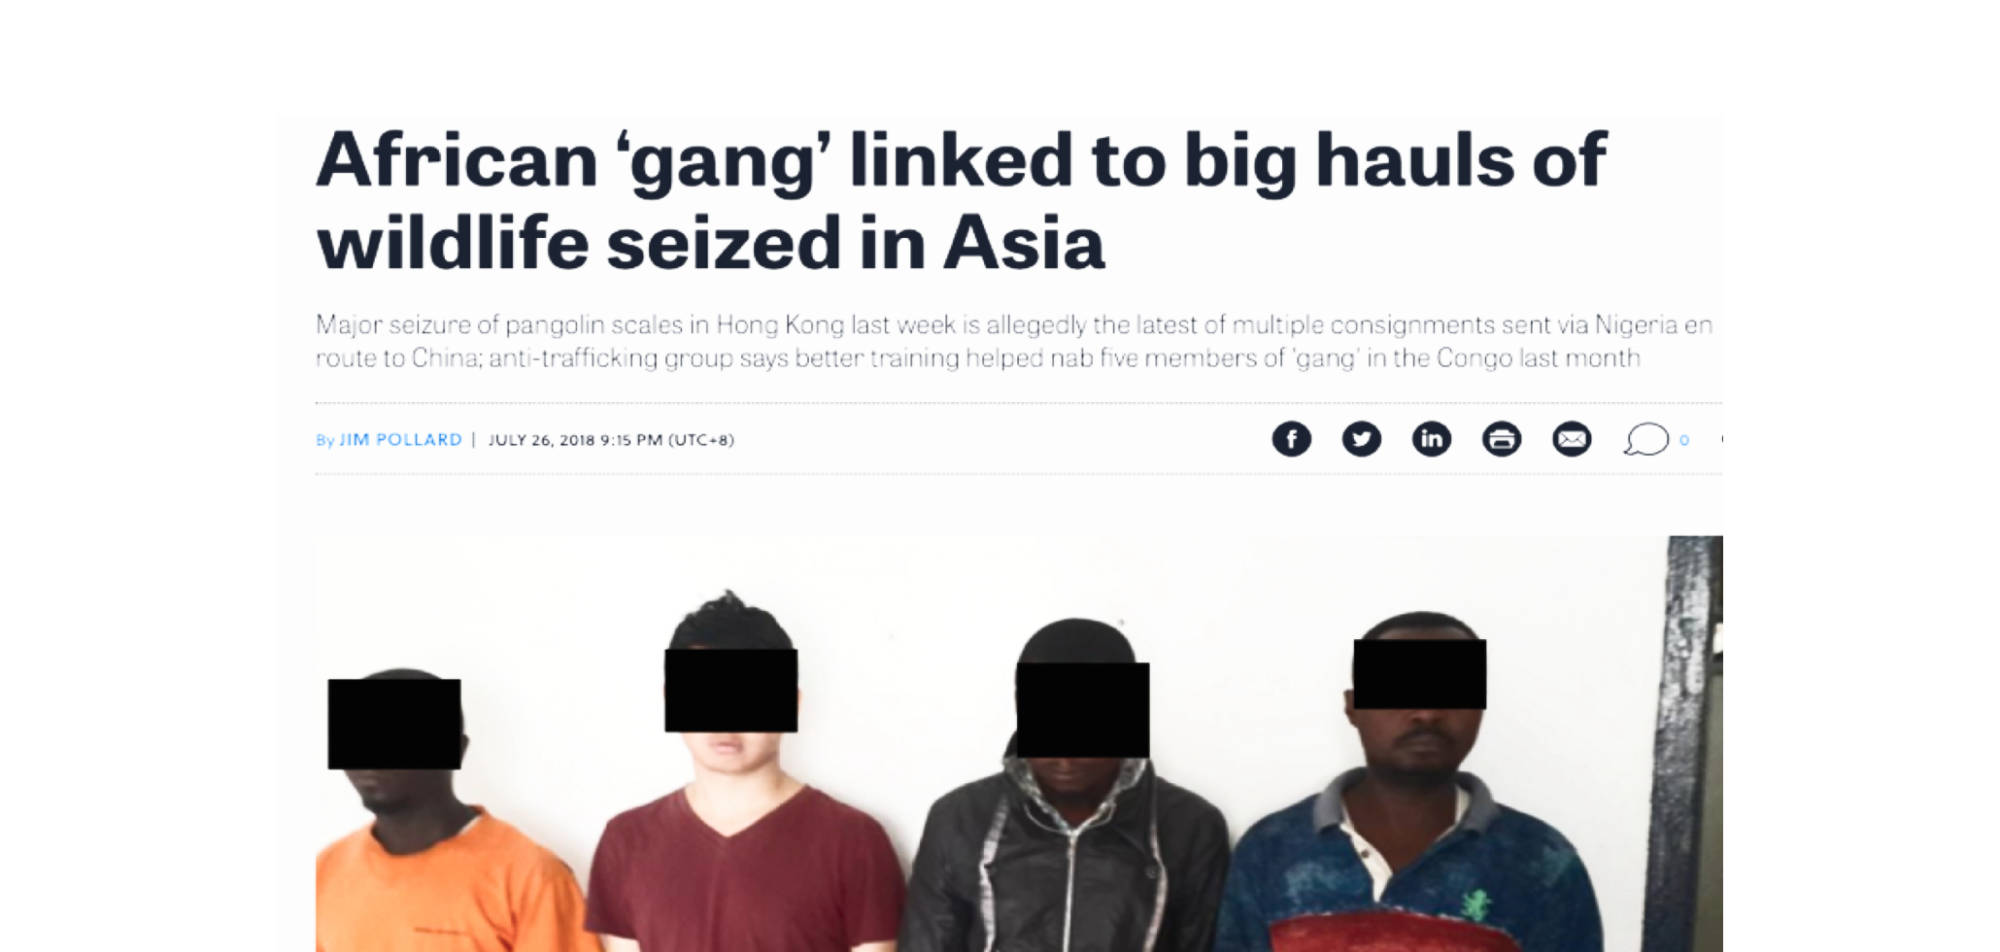 African ‘gang’ linked to big hauls of
wildlife seized in Asia
Major seizure of pangolin scales in Hong Kong last week is allegedly the latest of multiple consignments sent via Nigeria en
route to China; anti-trafficking group says better training helped nab five members of ‘gang’ in the Congo last month
By JIM POLLARD | JULY 26, 2018 9:15 PM (UTC+8)
0